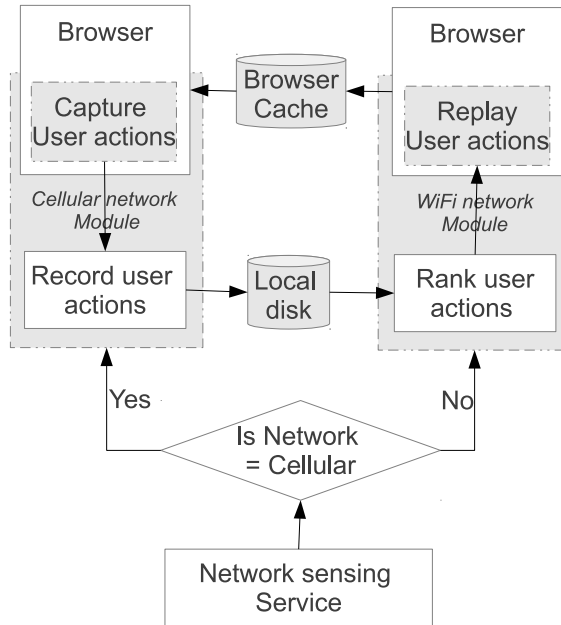 Browser
Browser
Browser
Cache
Capture
User actions
Replay
User actions
Cellular network
Module
WiFi network
Module
Record user
actions
Local
disk
Rank user
actions
Yes
No
Is Network
= Cellular
Network sensing
Service